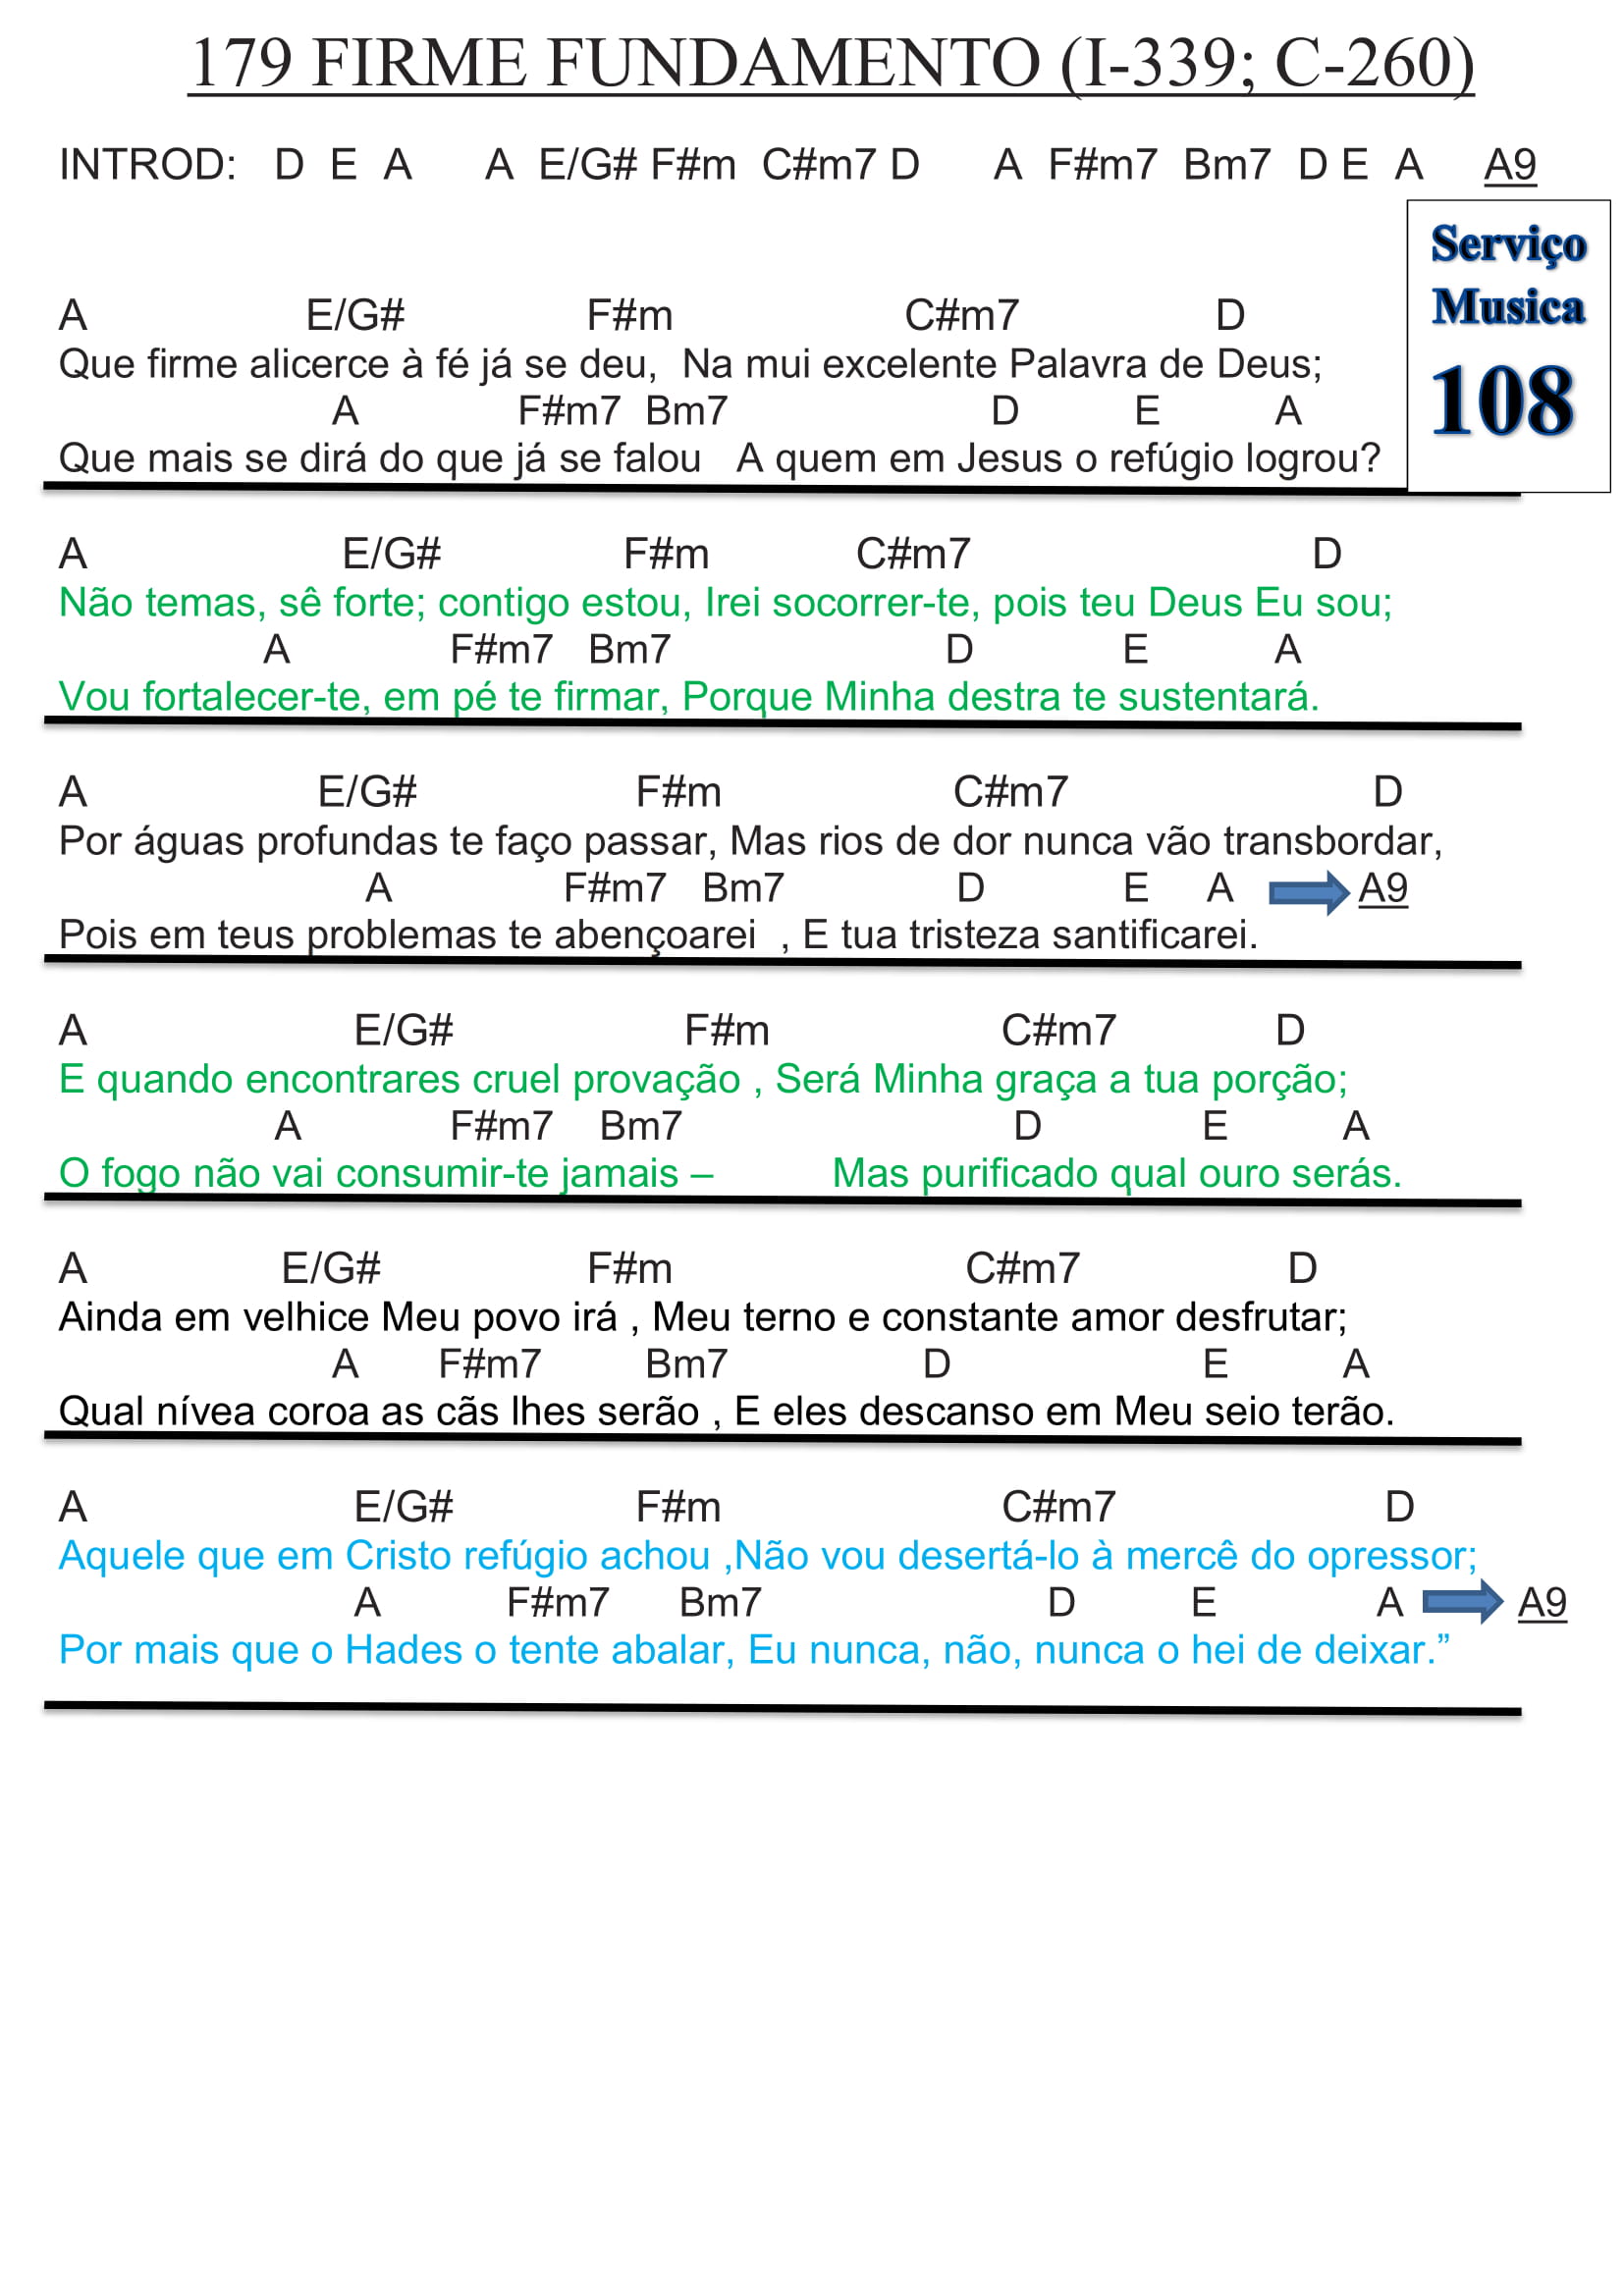 179 FIRME FUNDAMENTO (I-339; C-260)
INTROD: D E A A E/G# F#m C#m7 D A F#m7 Bm7 D E A A9
Serviço
Musica
108
A E/G# F#m C#m7 D
Que firme alicerce à fé já se deu, Na mui excelente Palavra de Deus;
A F#m7 Bm7 D E A
Que mais se dirá do que já se falou A quem em Jesus o refúgio logrou?
A E/G# F#m C#m7 D
Não temas, sê forte; contigo estou, Irei socorrer-te, pois teu Deus Eu sou;
A F#m7 Bm7 D E A
Vou fortalecer-te, em pé te firmar, Porque Minha destra te sustentará.
A E/G# F#m C#m7 D
Por águas profundas te faço passar, Mas rios de dor nunca vão transbordar,
A F#m7 Bm7 D E A A9
Pois em teus problemas te abençoarei , E tua tristeza santificarei.
A E/G# F#m C#m7 D
E quando encontrares cruel provação , Será Minha graça a tua porção;
A F#m7 Bm7 D E A
O fogo não vai consumir-te jamais – Mas purificado qual ouro serás.
A E/G# F#m C#m7 D
Ainda em velhice Meu povo irá , Meu terno e constante amor desfrutar;
A F#m7 Bm7 D E A
Qual nívea coroa as cãs lhes serão , E eles descanso em Meu seio terão.
A E/G# F#m C#m7 D
Aquele que em Cristo refúgio achou ,Não vou desertá-lo à mercê do opressor;
A F#m7 Bm7 D E A A9
Por mais que o Hades o tente abalar, Eu nunca, não, nunca o hei de deixar.”